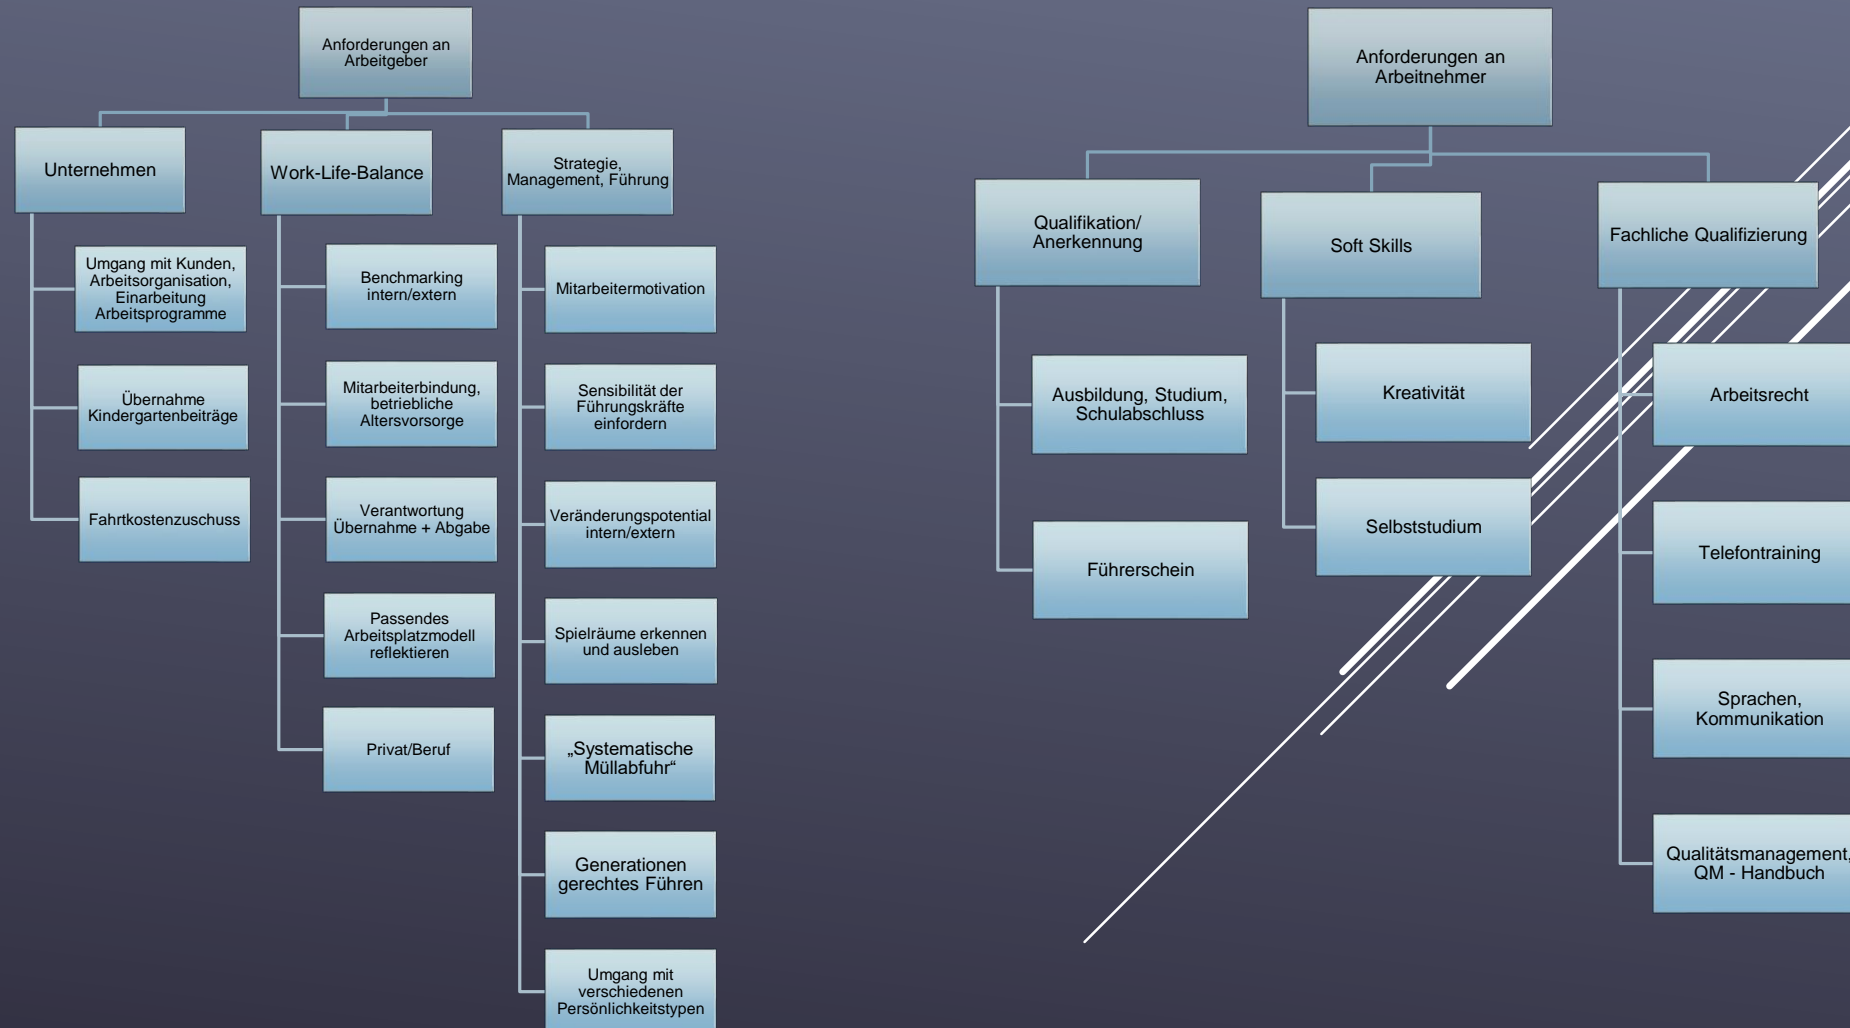 Anforderungen an
Arbeitgeber
Unternehmen
Umgang mit Kunden,
Arbeitsorganisation,
Einarbeitung
Arbeitsprogramme
Übernahme
Kindergartenbeiträge
Fahrtkostenzuschuss
Work-Life-Balance
Benchmarking
intern/extern
Mitarbeiterbindung,
betriebliche
Altersvorsorge
Verantwortung
Übernahme + Abgabe
Passendes
Arbeitsplatzmodell
reflektieren
Privat/Beruf
Strategie,
Management, Führung
Mitarbeitermotivation
Sensibilität der
Führungskräfte
einfordern
Veränderungspotential
intern/extern
Spielräume erkennen
und ausleben
„Systematische
Müllabfuhr“
Generationen
gerechtes Führen
Umgang mit
verschiedenen
Persönlichkeitstypen
Anforderungen an
Arbeitnehmer
Qualifikation/
Anerkennung
Ausbildung, Studium,
Schulabschluss
Führerschein
Soft Skills
Kreativität
Selbststudium
Fachliche Qualifizierung
Arbeitsrecht
Telefontraining
Sprachen,
Kommunikation
Qualitätsmanagement,
QM - Handbuch